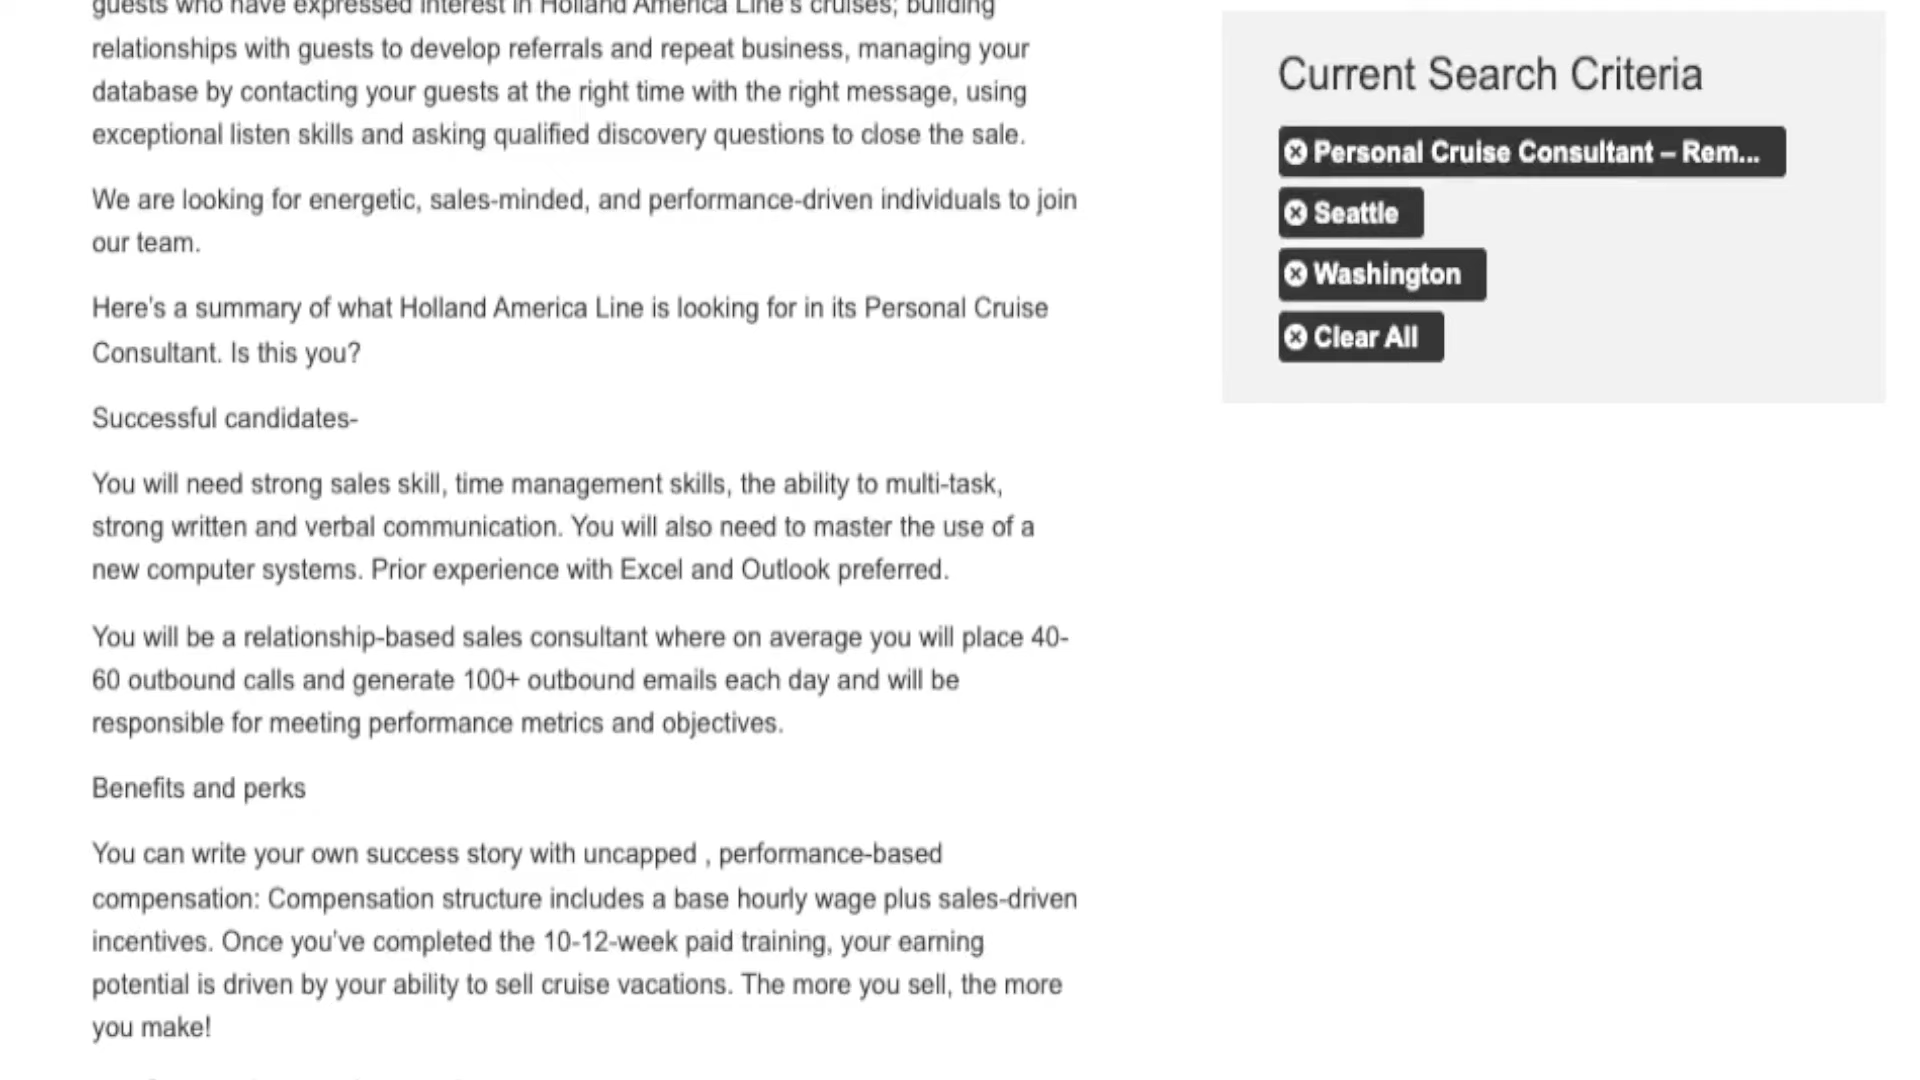 guests who have expressed interest in Holland America Line's cruises; building
relationships with guests to develop referrals and repeat business, managing your
database by contacting your guests at the right time with the right message, using
exceptional listen skills and asking qualified discovery questions to close the sale.
We are looking for energetic, sales-minded, and performance-driven individuals to join
our team.
Here's a summary of what Holland America Line is looking for in its Personal Cruise
Consultant. Is this you?
Successful candidates-
You will need strong sales skill, time management skills, the ability to multi-task,
strong written and verbal communication. You will also need to master the use of a
new computer systems. Prior experience with Excel and Outlook preferred.
You will be a relationship-based sales consultant where on average you will place 40-
60 outbound calls and generate 100+ outbound emails each day and will be
responsible for meeting performance metrics and objectives.
Benefits and perks
You can write your own success story with uncapped , performance-based
compensation: Compensation structure includes a base hourly wage plus sales-driven
incentives. Once you've completed the 10-12-week paid training, your earning
potential is driven by your ability to sell cruise vacations. The more you sell, the more
you make!
Current Search Criteria
Personal Cruise Consultant – Rem...
Seattle
Washington
Clear All